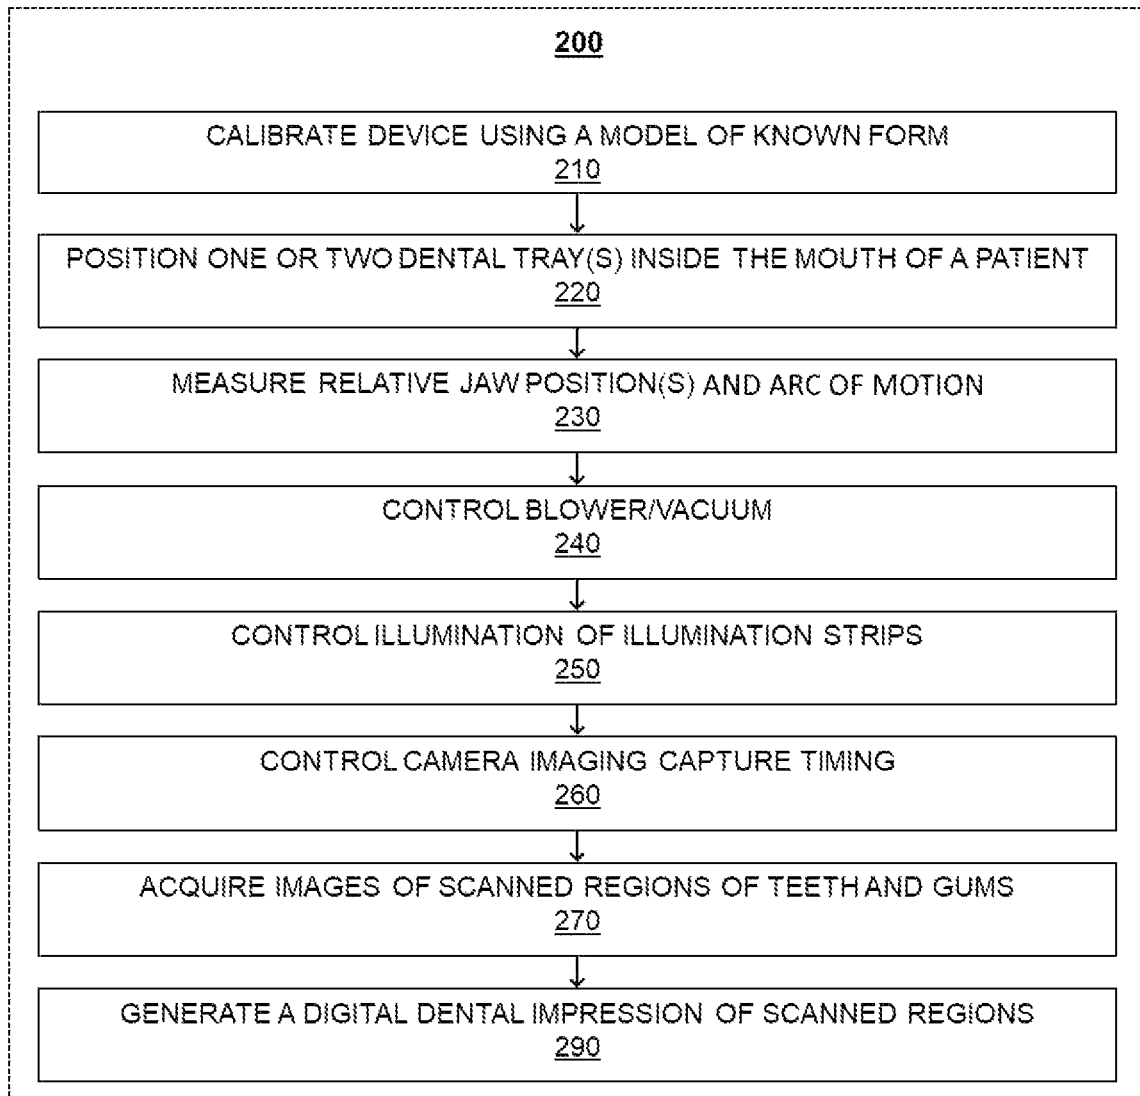 200
CALIBRATE DEVICE USING A MODEL OF KNOWN FORM
210
POSITION ONE OR TWO DENTAL TRAY(S) INSIDE THE MOUTH OF A PATIENT
220
MEASURE RELATIVE JAW POSITION(S) AND ARC OF MOTION
230
CONTROL BLOWER/VACUUM
240
CONTROL ILLUMINATION OF ILLUMINATION STRIPS
250
CONTROL CAMERA IMAGING CAPTURE TIMING
260
ACQUIRE IMAGES OF SCANNED REGIONS OF TEETH AND GUMS
270
GENERATE A DIGITAL DENTAL IMPRESSION OF SCANNED REGIONS
290